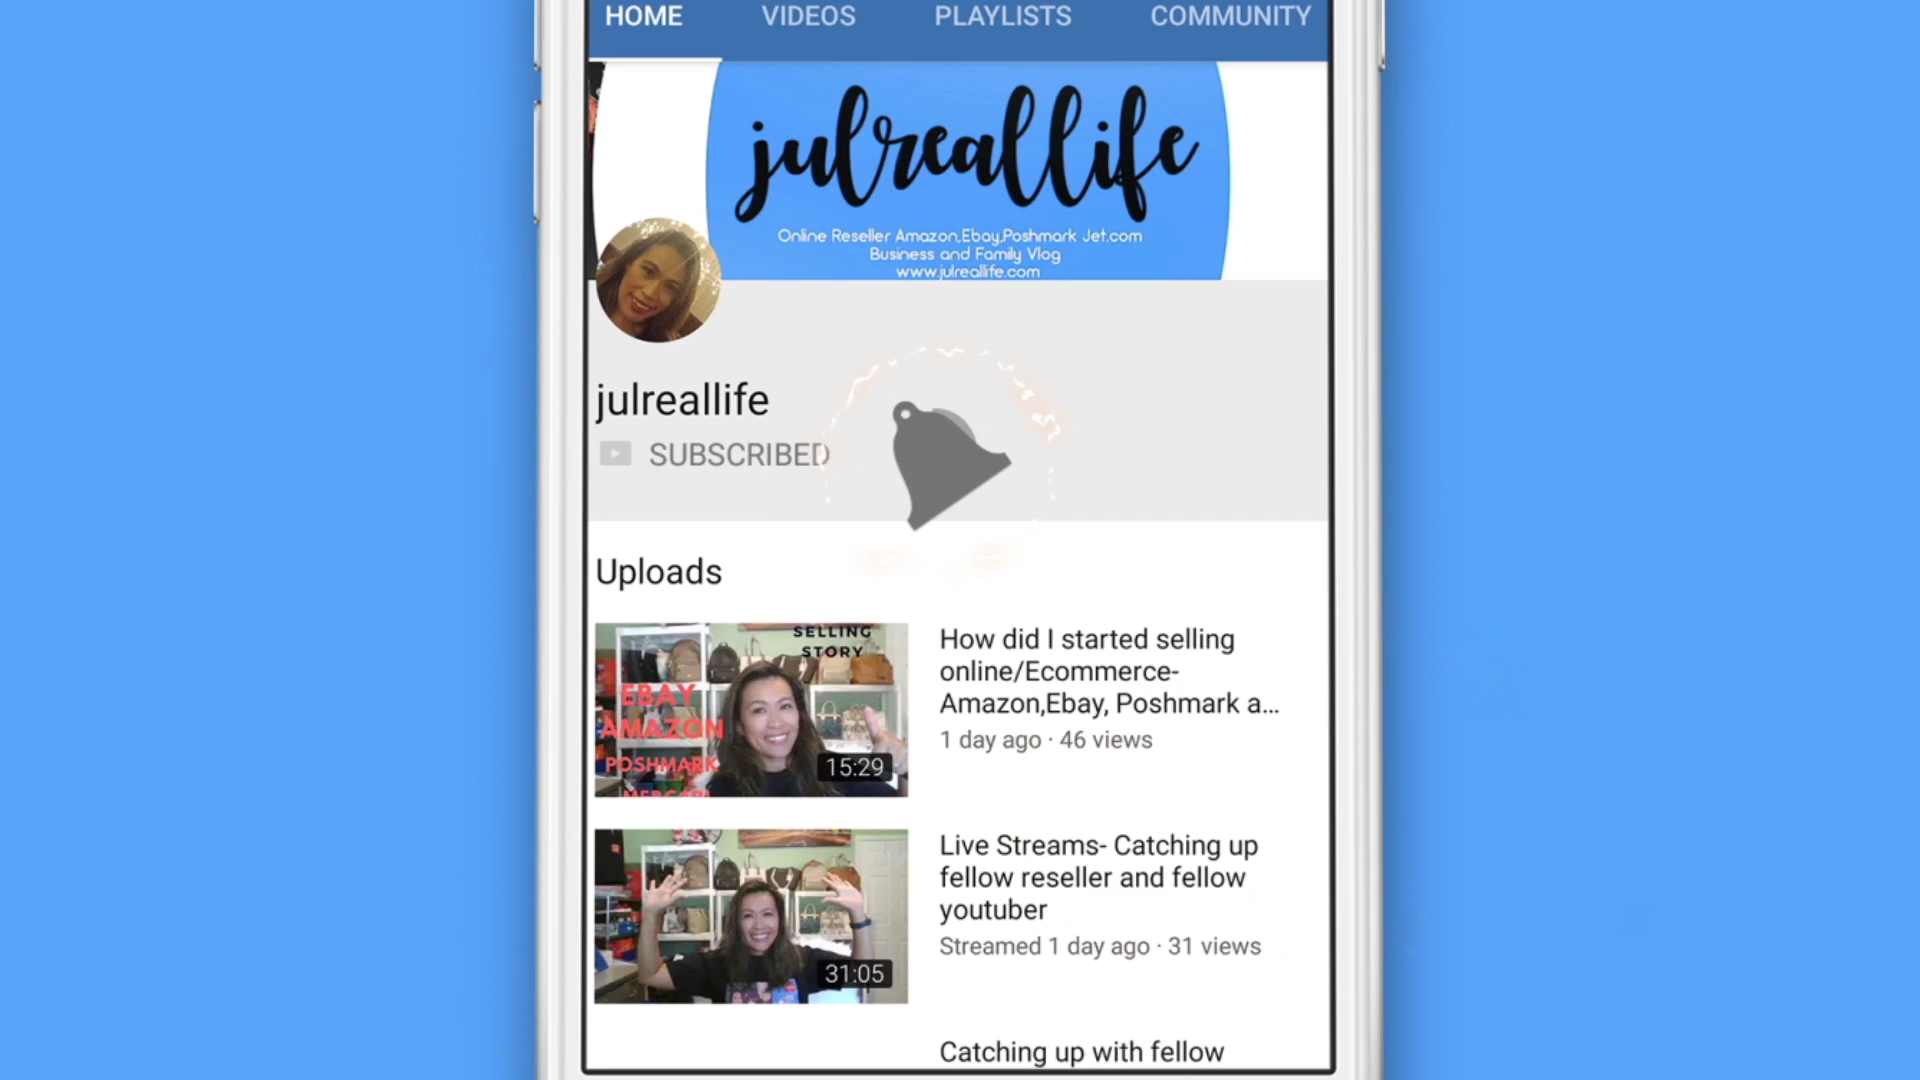 HOME VIDEOS PLAYLISTS COMMUNITY
julreallife
Online Reseller Amazon,Ebay,Poshmark Jet.com
Business and Family Vlog
www.julreallife.com
julreallife
SUBSCRIBED
Uploads
SELLING
STORY
EBAY
AMAZON
POSHMARK
MERCARI
15:29
How did I started selling
online/Ecommerce-
Amazon,Ebay, Poshmark a...
1 day ago · 46 views
31:05
Live Streams- Catching up
fellow reseller and fellow
youtuber
Streamed 1 day ago · 31 views
Catching up with fellow